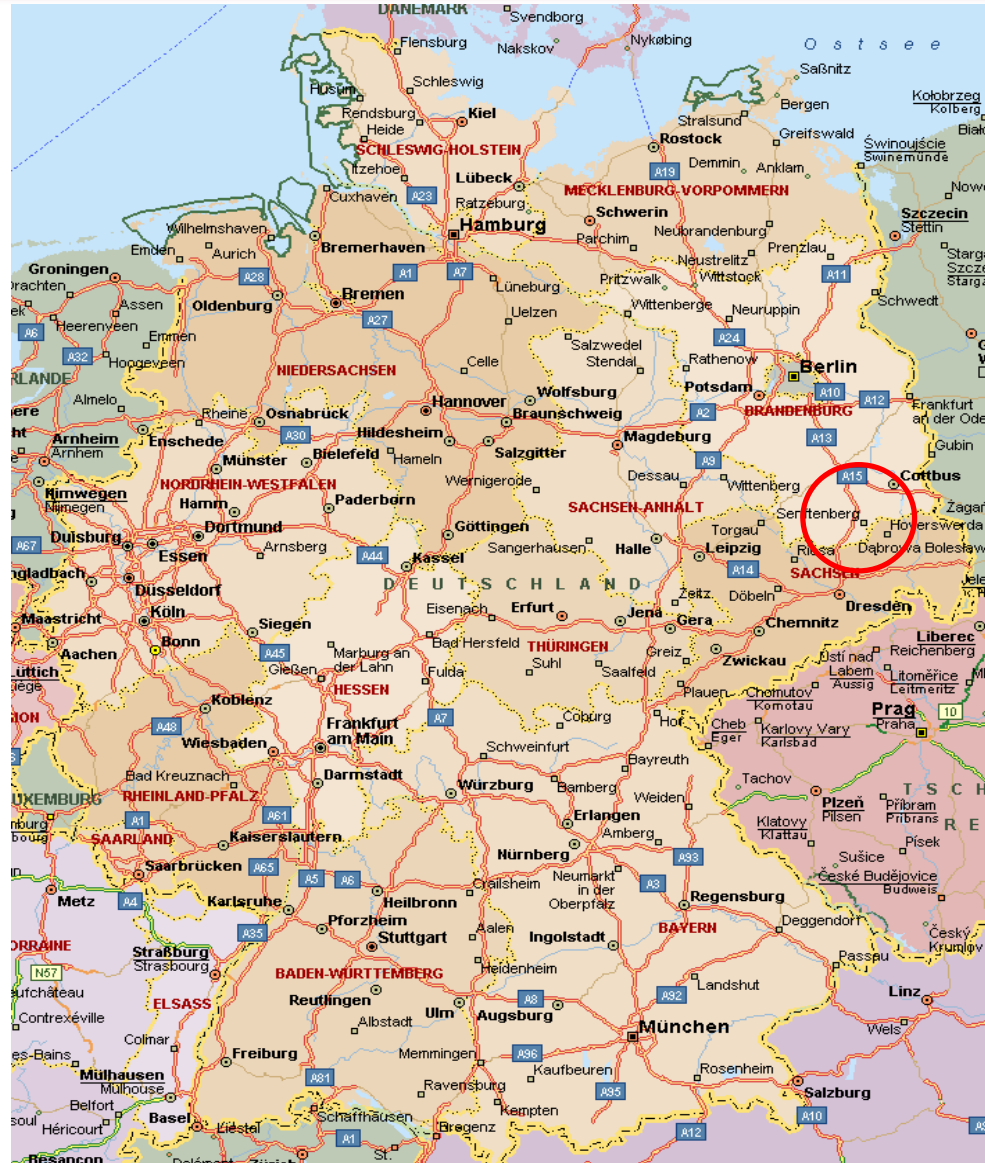 DÄNEMARK
Svendborg
Flensburg
Nakskov
Nykøbing
O s t s e e
Saßnitz
Schleswig
Husum
Bergen
Kołobrzeg
Kolberg
Rendsburg
Kiel
Stralsund
Heide
Rostock
Greifswald
SCHLESWIG-HOLSTEIN
Świnoujście
Swinemünde
Itzehoe
A19
Demmin
Anklam
Lübeck
Cuxhaven
A23
MECKLENBURG-VORPOMMERN
Ratzeburg
Schwerin
Szczecin
Stettin
Hamburg
Wilhelmshaven
Parchim
Neubrandenburg
Bremerhaven
Prenzlau
Emden
Aurich
Neustrelitz
Groningen
A28
A1
A7
Pritzwalk
Wittstock
A11
Lüneburg
Oldenburg
Bremen
Wittenberge
Schwedt
Assen
Uelzen
Neuruppin
A6
Heerenveen
A27
Emmen
A24
Salzwedel
A32
Hoogeveen
Celle
Stendal
Rathenow
Berlin
NIEDERSACHSEN
Wolfsburg
Potsdam
A10
Almelo
Hannover
A12
Frankfurt
an der Ode
Rheine
Osnabrück
Braunschweig
A2
BRANDENBURG
Arnheim
Arnhem
Enschede
A30
Hildesheim
Magdeburg
A13
Gubin
Münster
Bielefeld
Hameln
Salzgitter
A9
A15
Cottbus
Nimwegen
Nijmegen
NORDRHEIN-WESTFALEN
Wernigerode
Dessau
Wittenberg
Hamm
Paderborn
SACHSEN-ANHALT
Senftenberg
Duisburg
Dortmund
Göttingen
Torgau
Hoyerswerda
A67
Essen
Arnsberg
A44
Sangerhausen
Halle
Leipzig
Riesa
Kassel
A14
SACHSEN
Düsseldorf
D E U T S C H L A N D
Zeitz
Döbeln
Maastricht
Köln
Eisenach
Erfurt
Jena
Dresden
Siegen
Gera
Chemnitz
Liberec
Reichenberg
Bonn
Bad Hersfeld
THÜRINGEN
Aachen
A45
Marburg an
der Lahn
Greiz
Zwickau
Ústí nad
Labem
Aussig
Gießen
Fulda
Suhl
Saalfeld
Litoměřice
Leitmeritz
HESSEN
Plauen
Chomutov
Komotau
Koblenz
Coburg
Hof
Prag
Praha
10
A48
A7
Cheb
Eger
Karlovy Vary
Karlsbad
Frankfurt
am Main
Wiesbaden
Schweinfurt
Bayreuth
Bad Kreuznach
Darmstadt
Bamberg
Tachov
Würzburg
Weiden
RHEINLAND-PFALZ
Plzeň
Pilsen
Příbram
Pribrans
A1
A61
Erlangen
Klatovy
Klattau
SAARLAND
Kaiserslautern
Amberg
Písek
Nürnberg
A93
Saarbrücken
A65
Sušice
A5
A6
Neumarkt
in der
Oberpfalz
A3
České Budějovice
Budweis
Metz
A4
Crailsheim
Karlsruhe
Heilbronn
Regensburg
Pforzheim
Deggendorf
A35
Aalen
BAYERN
Český
Krumlov
Straßburg
Strasbourg
Stuttgart
Ingolstadt
Passau
N57
BADEN-WÜRTTEMBERG
Heidenheim
Landshut
ELSASS
Reutlingen
A8
A92
Linz
Ulm
Augsburg
Contrexéville
Albstadt
München
Wels
Colmar
Memmingen
A96
Freiburg
Kaufbeuren
Rosenheim
Mülhausen
Mulhouse
A81
Ravensburg
A95
Salzburg
Belfort
Kempten
Schaffhausen
A10
Héricourt
Basel
Liestal
A1
Bregenz
A12
Besançon
St.